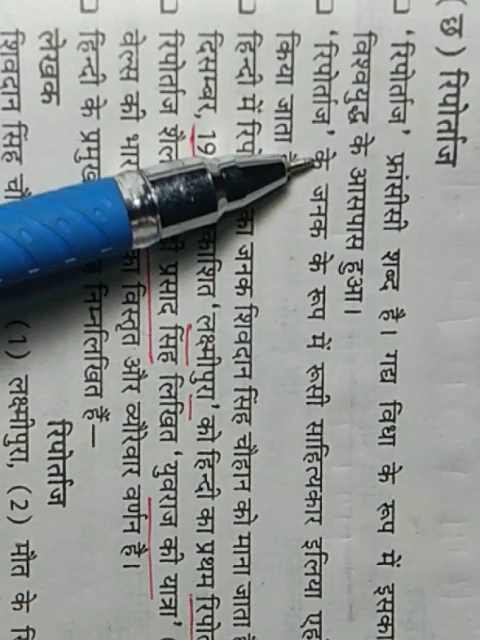 ( छ ) रिपोर्ताज
'रिपोर्ताज' फ्रांसीसी शब्द है। गद्य विधा के रूप में इसका
विश्वयुद्ध के आसपास हुआ।
'रिपोर्ताज' के जनक के रूप में रूसी साहित्यकार इलिया
किया जाता
हिन्दी में का जनक शिवदान सिंह चौहान को माना जाता
दिसम्बर, 19 'लक्ष्मीपुरा' को हिन्दी का प्रथम
रिपोर्ताज प्रसाद सिंह लिखित 'युवराज की यात्रा'
वेल्स की का विस्तृत और ब्यौरेवार वर्णन है।
हिन्दी के निम्नलिखित हैं—
लेखक रिपोर्ताज
शिवदान सिंह (1) लक्ष्मीपुरा, (2) मौत के